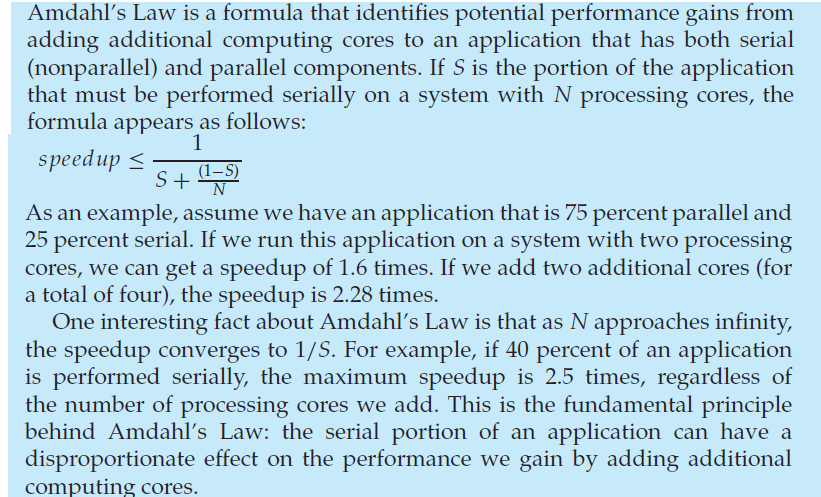 Amdahl's Law is a formula that identifies potential performance gains from
adding additional computing cores to an application that has both serial
(nonparallel) and parallel components. If S is the portion of the application
that must be performed serially on a system with N processing cores, the
formula appears as follows:
speedup ≤ 1 / (S + (1−S)/N)
As an example, assume we have an application that is 75 percent parallel and
25 percent serial. If we run this application on a system with two processing
cores, we can get a speedup of 1.6 times. If we add two additional cores (for
a total of four), the speedup is 2.28 times.
One interesting fact about Amdahl's Law is that as N approaches infinity,
the speedup converges to 1/S. For example, if 40 percent of an application
is performed serially, the maximum speedup is 2.5 times, regardless of
the number of processing cores we add. This is the fundamental principle
behind Amdahl's Law: the serial portion of an application can have a
disproportionate effect on the performance we gain by adding additional
computing cores.